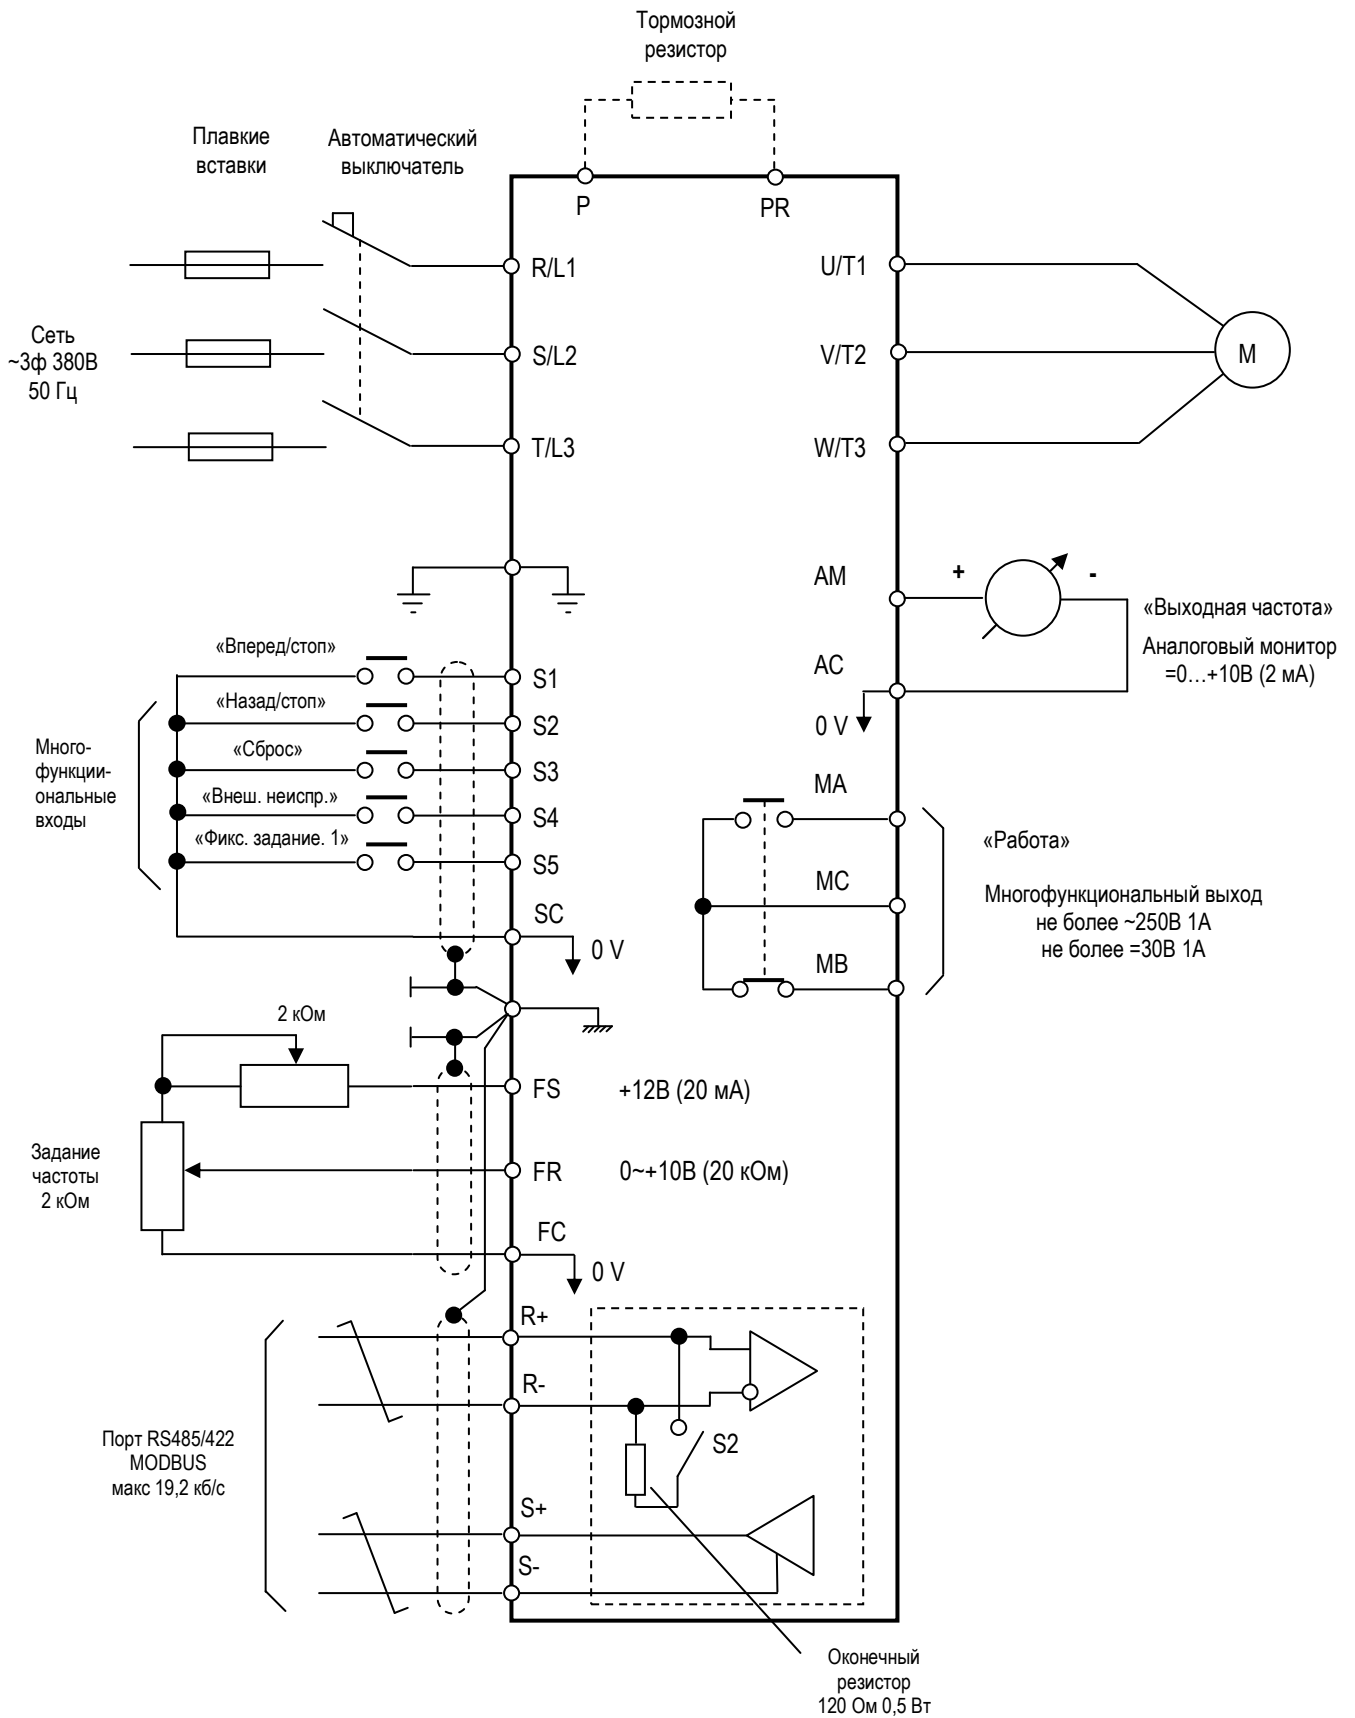 Тормозной
резистор
Плавкие
вставки
Автоматический
выключатель
P
PR
R/L1
U/T1
Сеть
~3ф 380В
50 Гц
S/L2
V/T2
M
T/L3
W/T3
AM
+
-
«Выходная частота»
Аналоговый монитор
=0…+10В (2 мА)
AC
0 V
«Вперед/стоп»
S1
«Назад/стоп»
S2
Много-
функции-
ональные
входы
«Сброс»
S3
«Внеш. неиспр.»
S4
«Фикс. задание. 1»
S5
SC
0 V
MA
«Работа»
MC
Многофункциональный выход
не более ~250В 1А
не более =30В 1А
MB
2 кОм
FS
+12В (20 мА)
Задание
частоты
2 кОм
FR
0~+10В (20 кОм)
FC
0 V
R+
R-
Порт RS485/422
MODBUS
макс 19,2 кб/с
S2
S+
S-
Оконечный
резистор
120 Ом 0,5 Вт